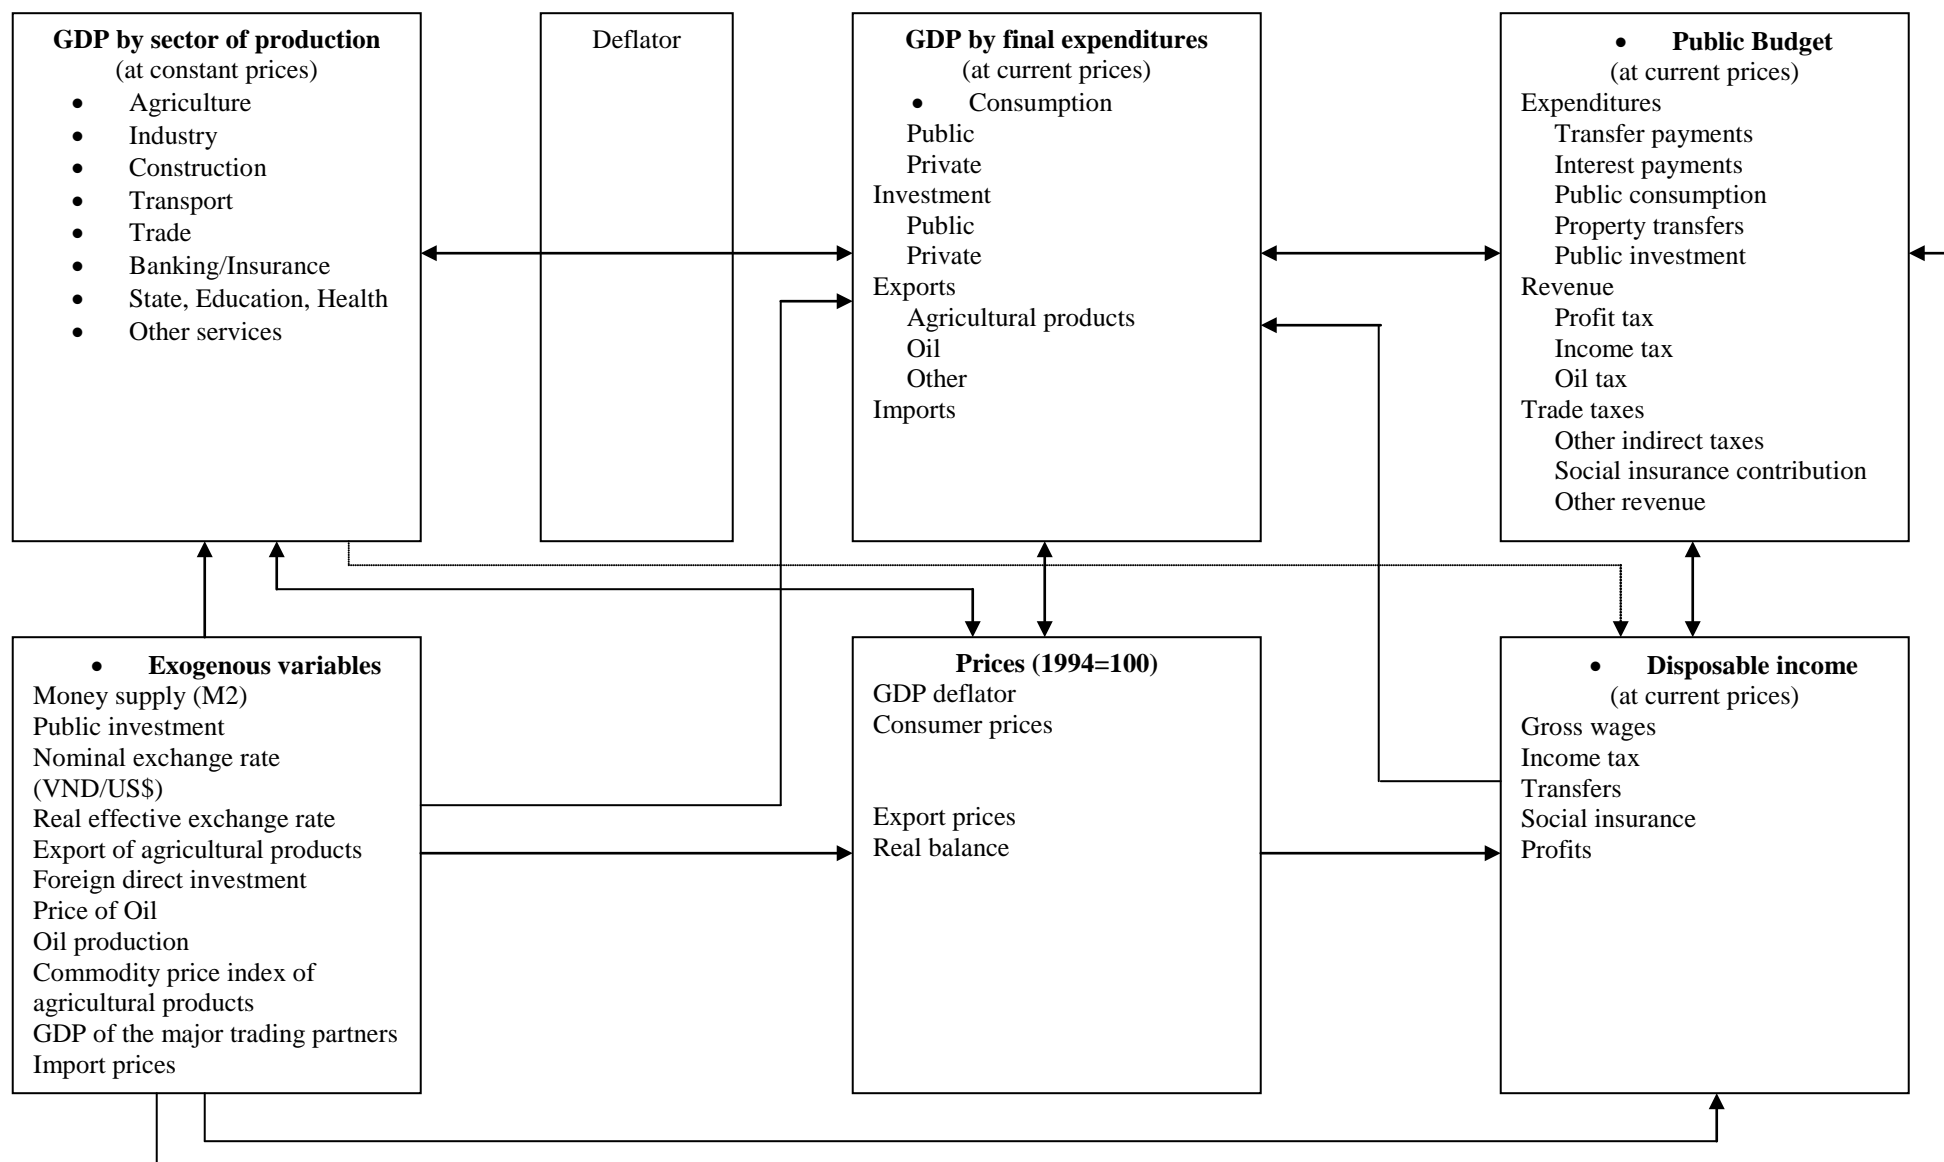 GDP by sector of production
(at constant prices)
• Agriculture
• Industry
• Construction
• Transport
• Trade
• Banking/Insurance
• State, Education, Health
• Other services
Deflator
GDP by final expenditures
(at current prices)
• Consumption
Public
Private
Investment
Public
Private
Exports
Agricultural products
Oil
Other
Imports
• Public Budget
(at current prices)
Expenditures
Transfer payments
Interest payments
Public consumption
Property transfers
Public investment
Revenue
Profit tax
Income tax
Oil tax
Trade taxes
Other indirect taxes
Social insurance contribution
Other revenue
• Exogenous variables
Money supply (M2)
Public investment
Nominal exchange rate
(VND/US$)
Real effective exchange rate
Export of agricultural products
Foreign direct investment
Price of Oil
Oil production
Commodity price index of
agricultural products
GDP of the major trading partners
Import prices
Prices (1994=100)
GDP deflator
Consumer prices
Export prices
Real balance
• Disposable income
(at current prices)
Gross wages
Income tax
Transfers
Social insurance
Profits